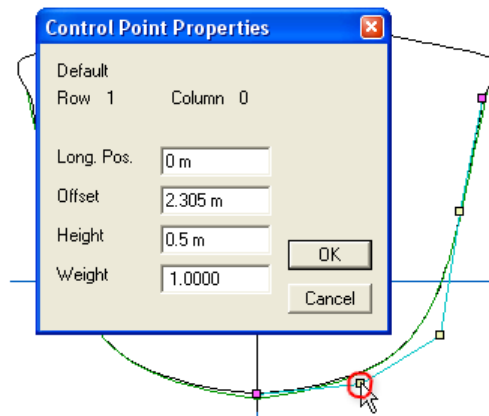 Control Point Properties
Default
Row 1 Column 0
Long. Pos. 0 m
Offset 2.305 m
Height 0.5 m
Weight 1.0000
OK
Cancel